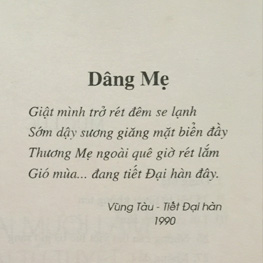 Dâng Mẹ
Giật mình trở rét đêm se lạnh
Sớm dậy sương giăng mặt biển đầy
Thương Mẹ ngoài quê giờ rét lắm
Gió mùa... đang tiết Đại hàn đây.
Vũng Tàu - Tiết Đại hàn
1990